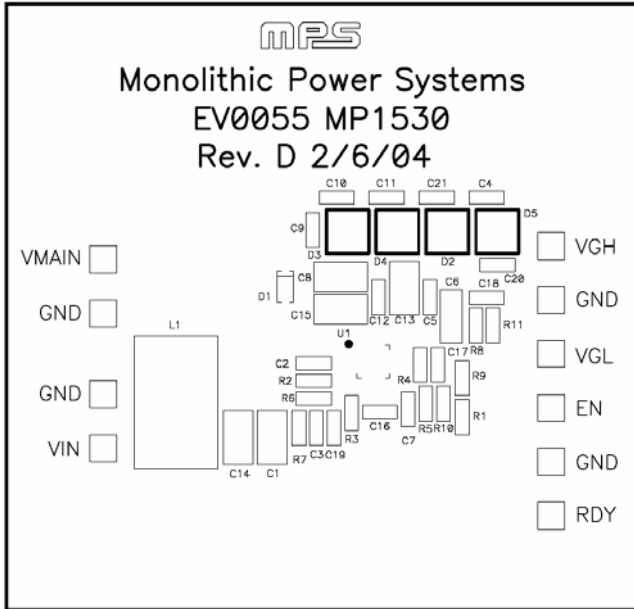 MPS
Monolithic Power Systems
EV0055 MP1530
Rev. D 2/6/04
C10 C11 C21 C4
C9 D5
D3 D4 D2
VMAIN
GND
GND
VIN
VGH
GND
VGL
EN
GND
RDY
C8 C6 C20
D1 C18
C15 C12 C13 C5
L1 U1 R8 R11
C17
C2 R4
R2 R9
R6
R3 C16 C7 R5 R10 R1
C14 C1 R7 C3 C19